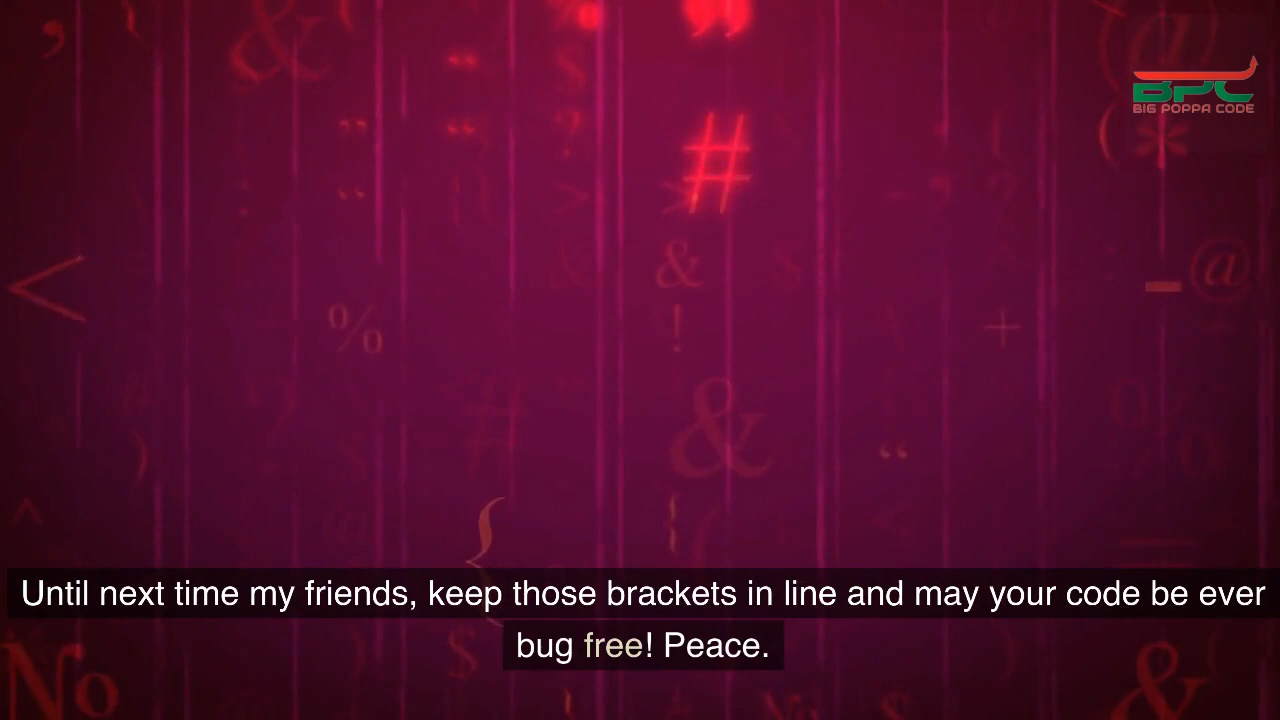 BPC
BIG POPPA CODE
Until next time my friends, keep those brackets in line and may your code be ever
bug free! Peace.